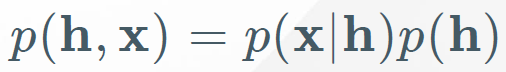 p(h, x) = p(x|h)p(h)